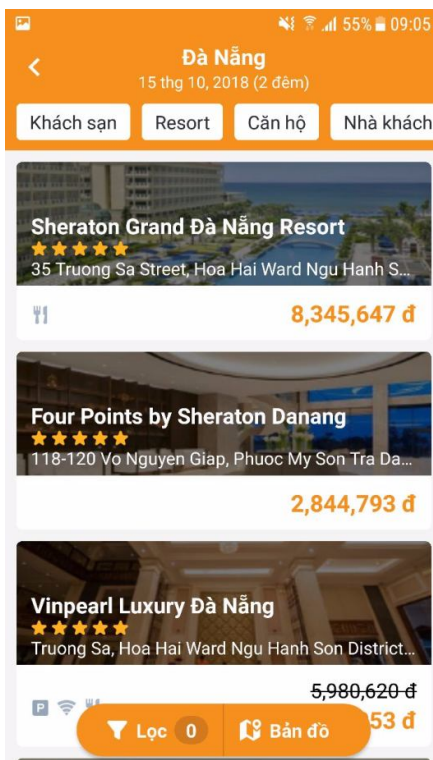 55% 09:05
Đà Nẵng
15 thg 10, 2018 (2 đêm)
Khách sạn Resort Căn hộ Nhà khách
Sheraton Grand Đà Nẵng Resort
35 Truong Sa Street, Hoa Hai Ward Ngu Hanh S...
8,345,647 đ
Four Points by Sheraton Danang
118-120 Vo Nguyen Giap, Phuoc My Son Tra Da...
2,844,793 đ
Vinpearl Luxury Đà Nẵng
Truong Sa, Hoa Hai Ward Ngu Hanh Son District...
5,980,620 đ
P
53 đ
Lọc 0 Bản đồ